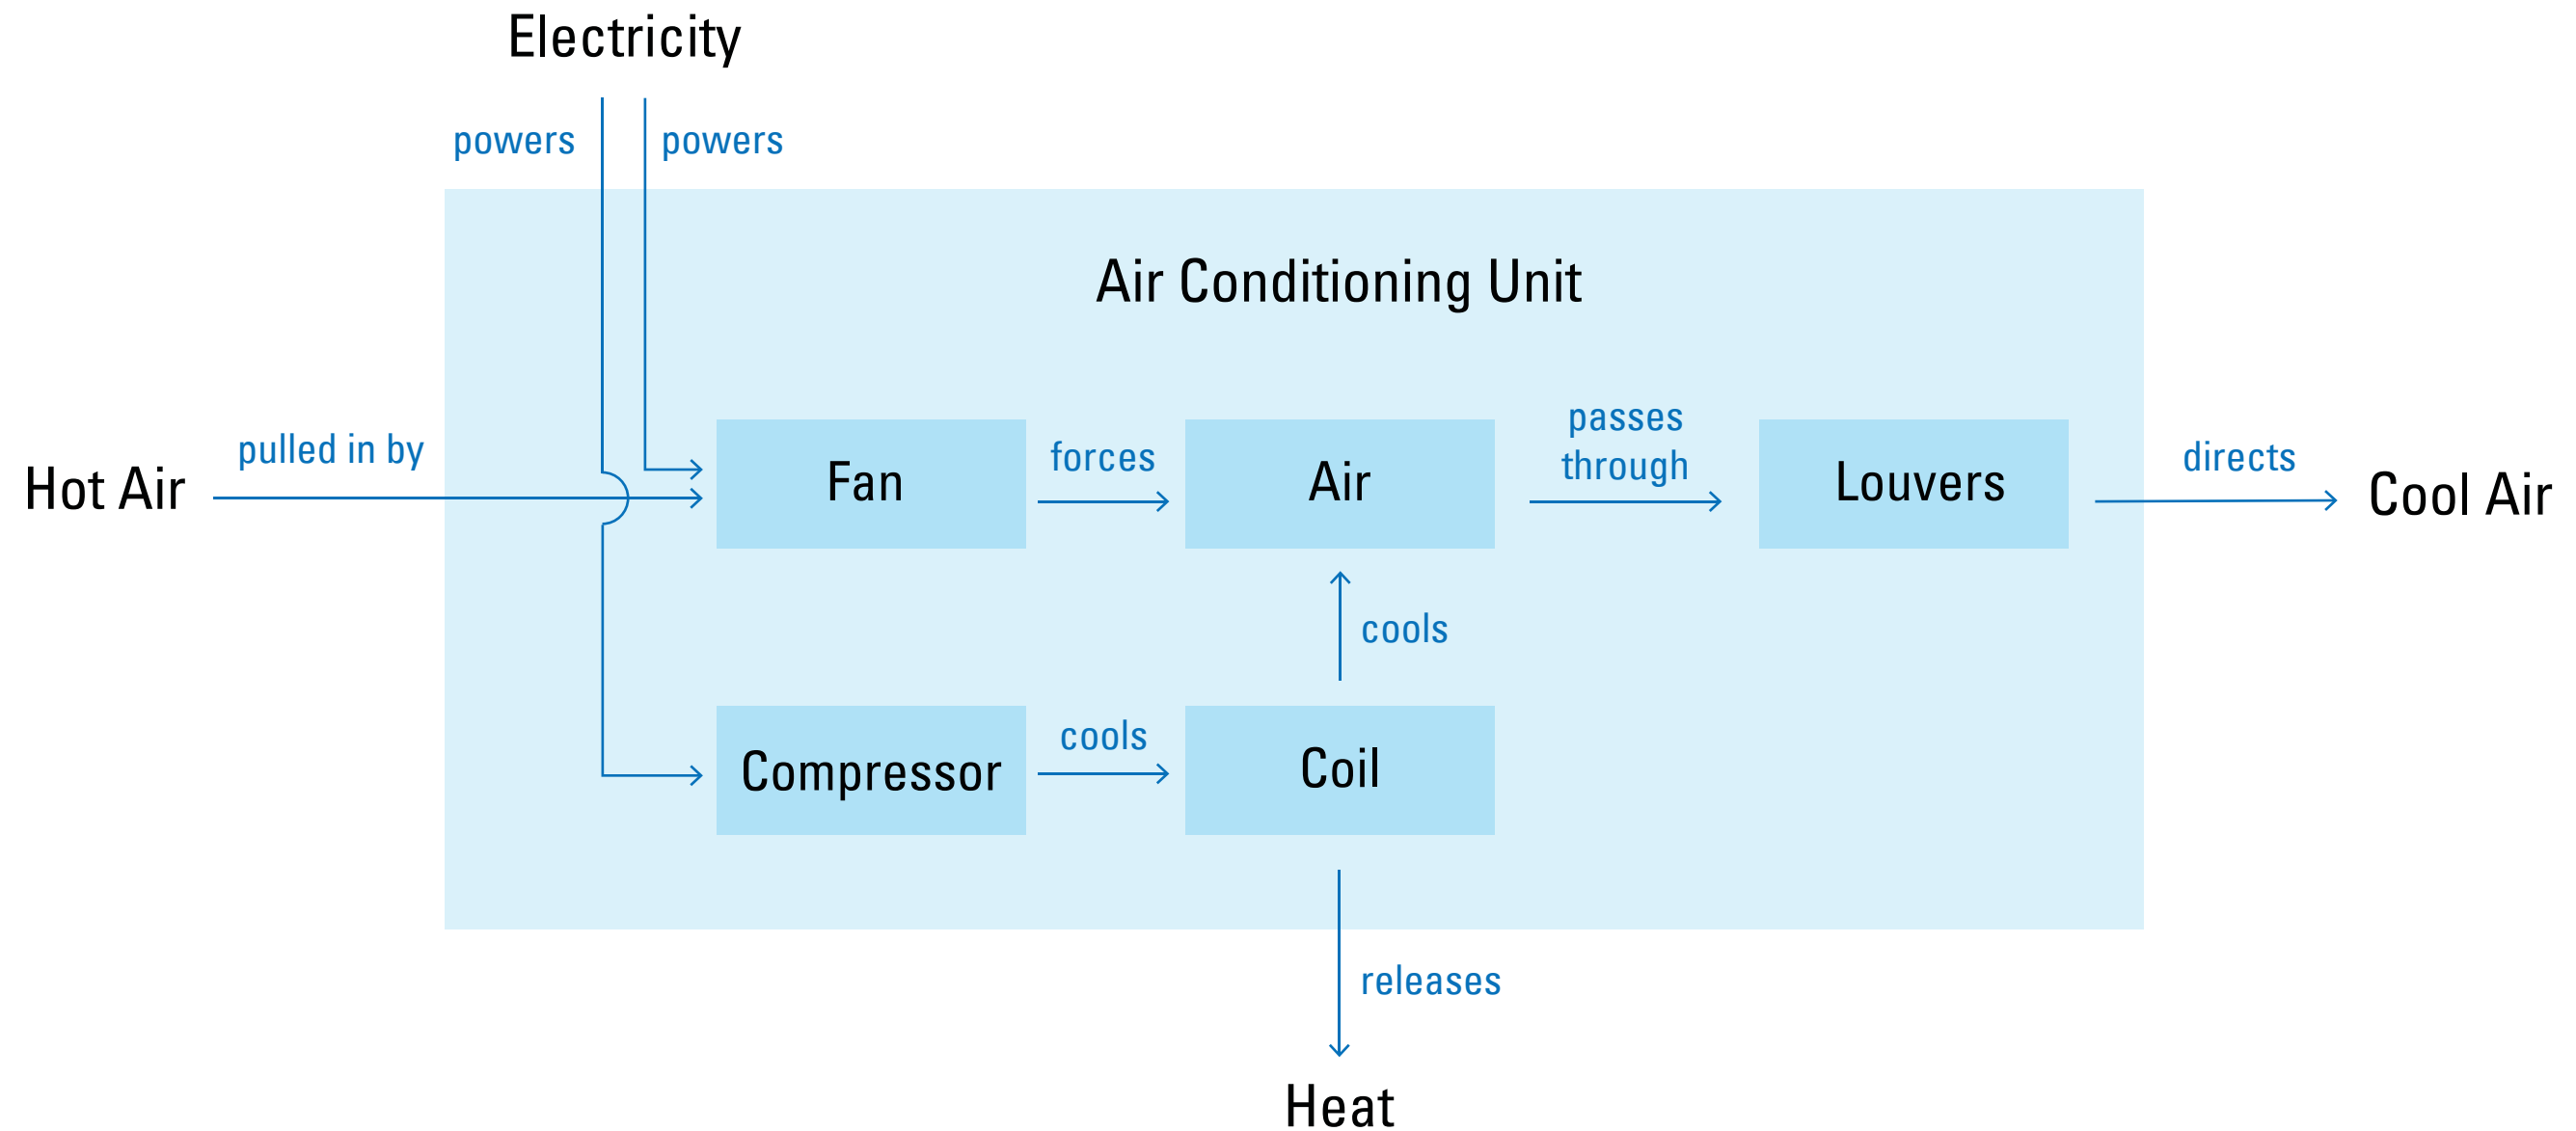 Electricity
powers
powers
Air Conditioning Unit
Hot Air
pulled in by
Fan
forces
Air
passes
through
Louvers
directs
Cool Air
cools
Compressor
cools
Coil
releases
Heat